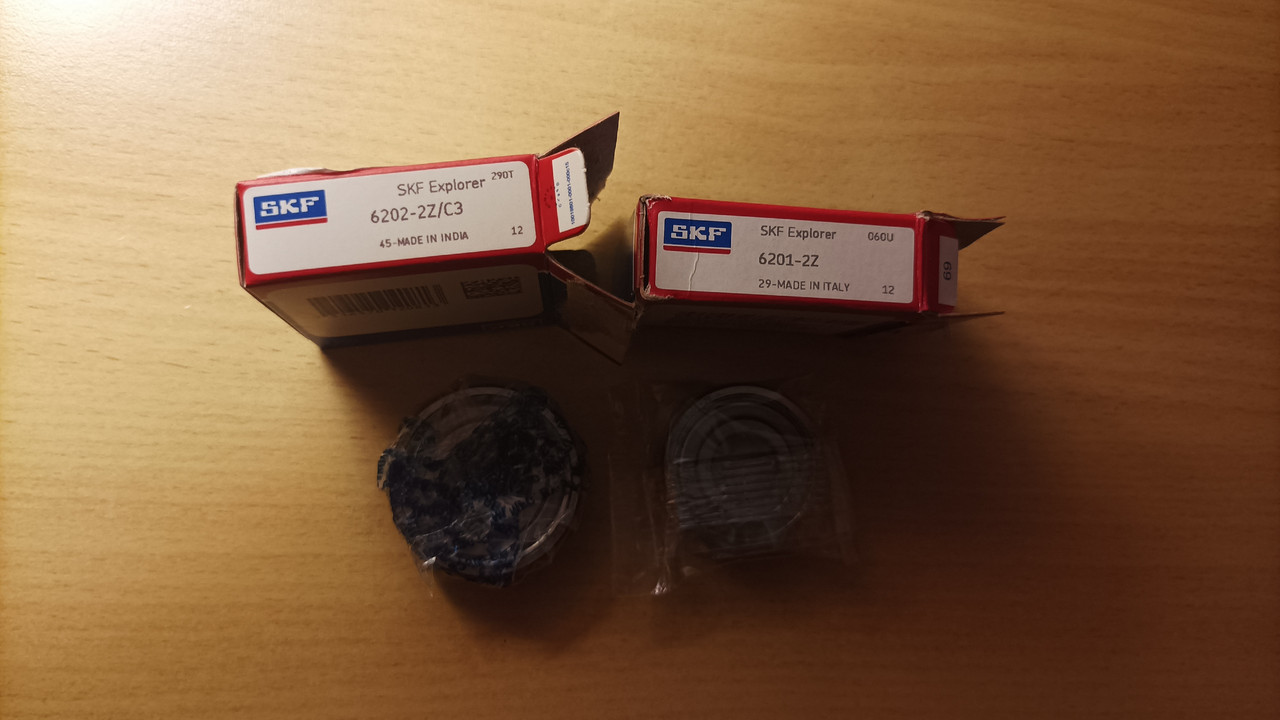 SKF
SKF Explorer 290T
6202-2Z/C3
45-MADE IN INDIA 12
SKF
SKF Explorer 060U
6201-2Z
29-MADE IN ITALY 12
69